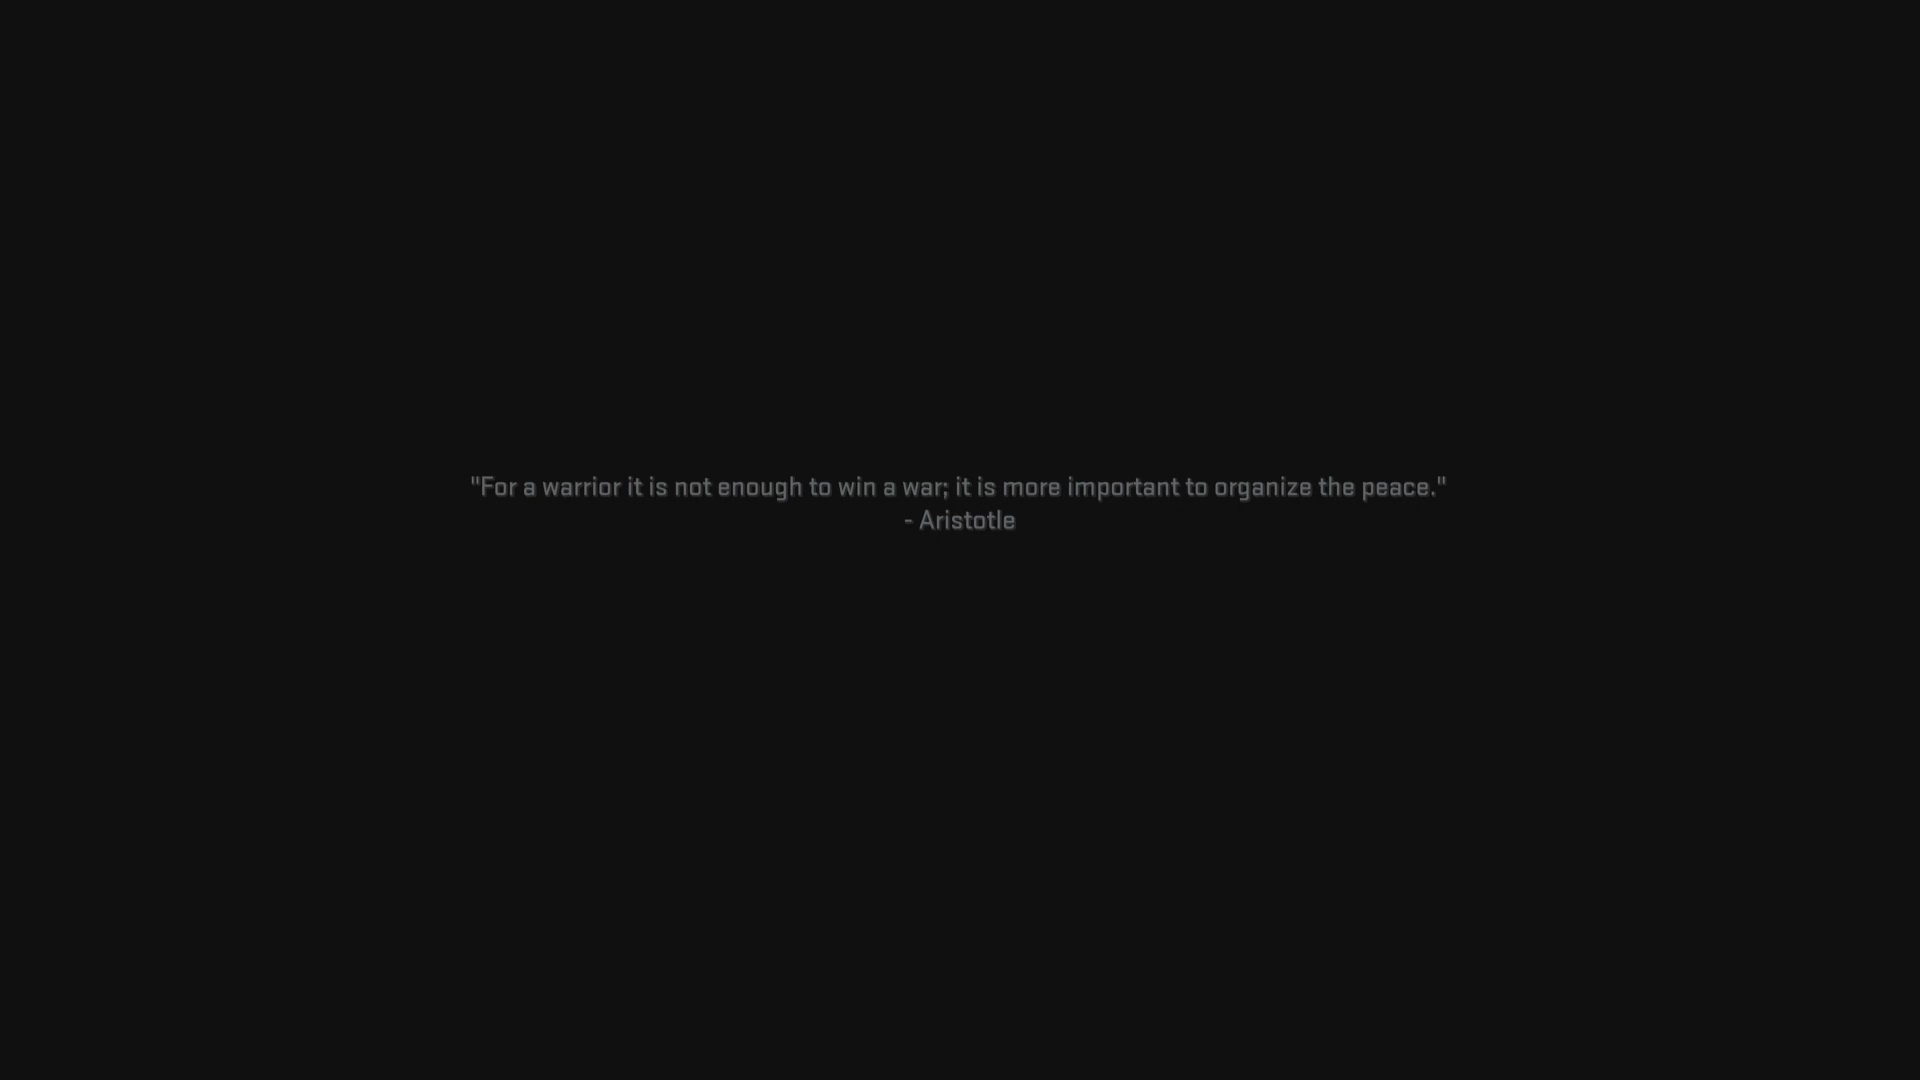 "For a warrior it is not enough to win a war; it is more important to organize the peace."
- Aristotle